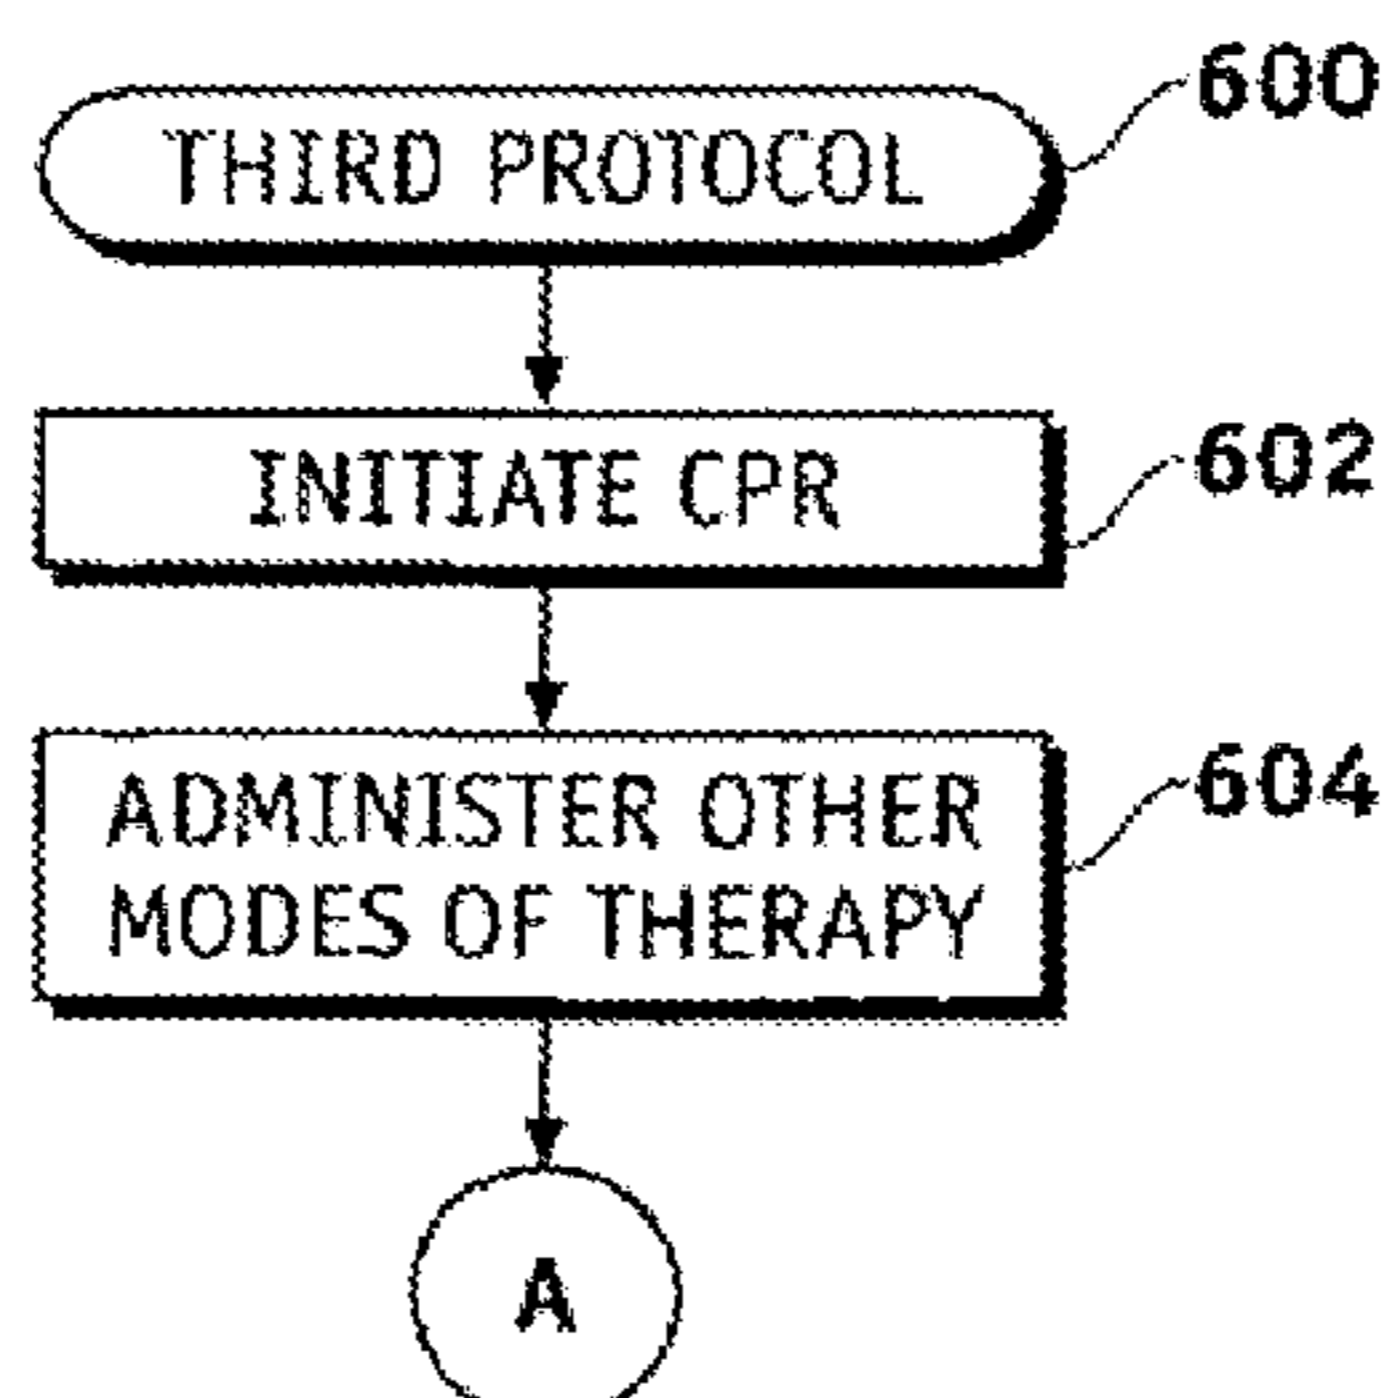 600
THIRD PROTOCOL
602
INITIATE CPR
604
ADMINISTER OTHER
MODES OF THERAPY
A